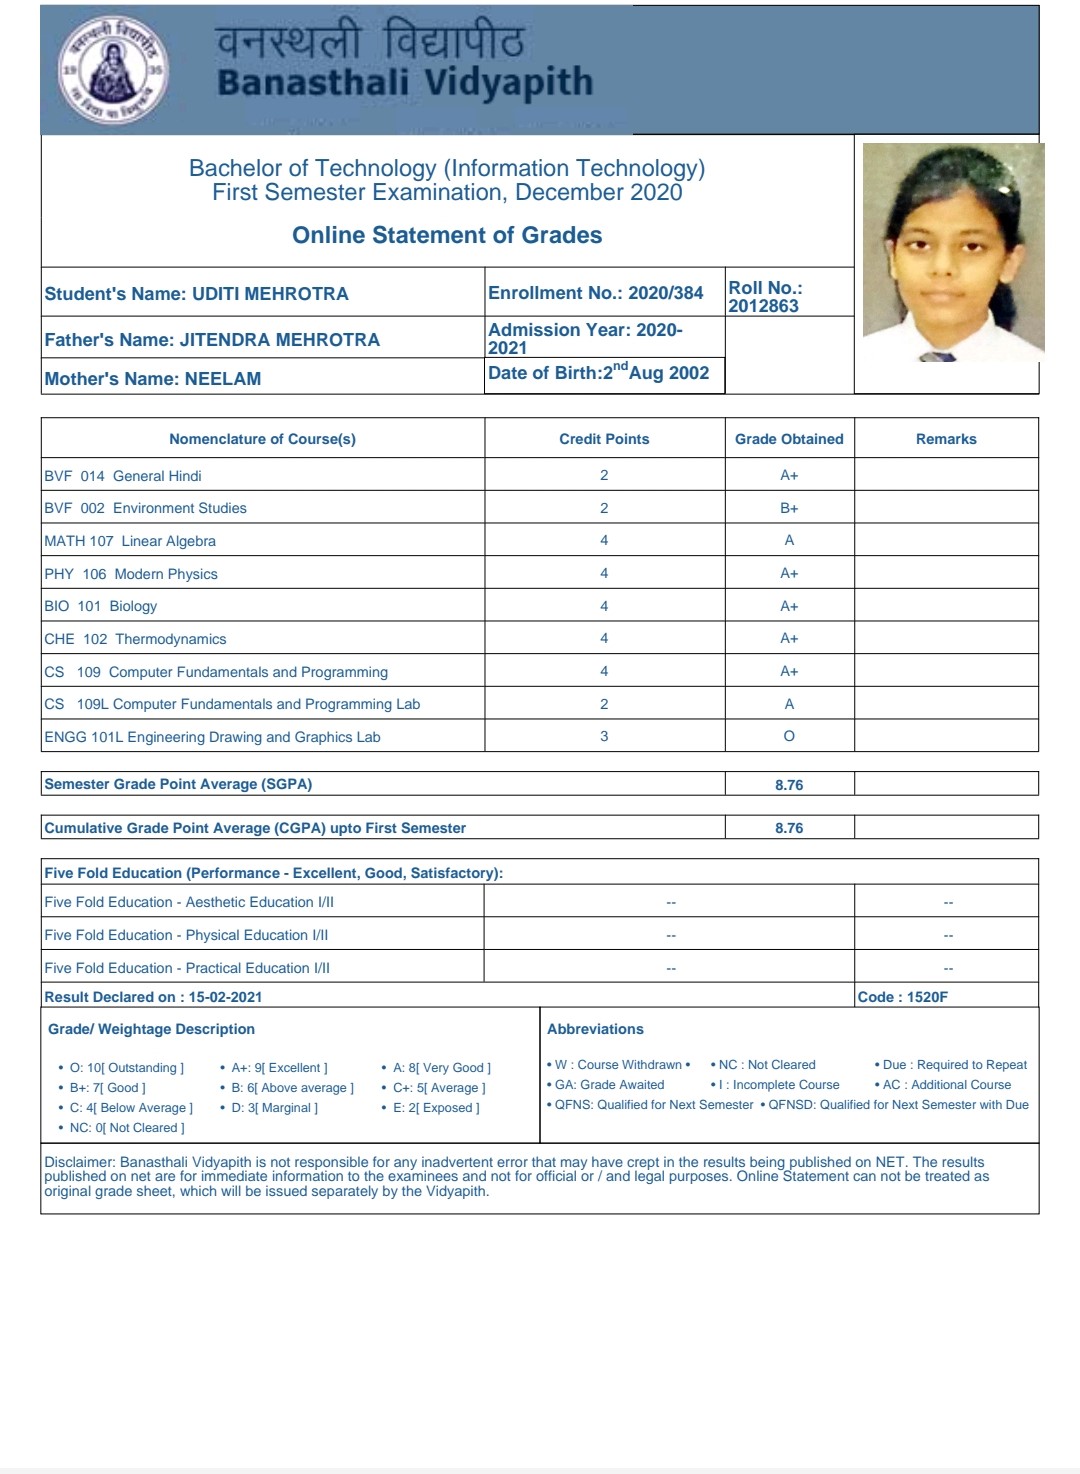 वनस्थली विद्यापीठ
Banasthali Vidyapith
Bachelor of Technology (Information Technology)
First Semester Examination, December 2020
Online Statement of Grades
Student's Name: UDITI MEHROTRA Enrollment No.: 2020/384 Roll No.: 2012863
Father's Name: JITENDRA MEHROTRA Admission Year: 2020-2021
Mother's Name: NEELAM Date of Birth:2nd Aug 2002
Nomenclature of Course(s) Credit Points Grade Obtained Remarks
BVF 014 General Hindi 2 A+
BVF 002 Environment Studies 2 B+
MATH 107 Linear Algebra 4 A
PHY 106 Modern Physics 4 A+
BIO 101 Biology 4 A+
CHE 102 Thermodynamics 4 A+
CS 109 Computer Fundamentals and Programming 4 A+
CS 109L Computer Fundamentals and Programming Lab 2 A
ENGG 101L Engineering Drawing and Graphics Lab 3 O
Semester Grade Point Average (SGPA) 8.76
Cumulative Grade Point Average (CGPA) upto First Semester 8.76
Five Fold Education (Performance - Excellent, Good, Satisfactory):
Five Fold Education - Aesthetic Education I/II -- --
Five Fold Education - Physical Education I/II -- --
Five Fold Education - Practical Education I/II -- --
Result Declared on : 15-02-2021 Code : 1520F
Grade/ Weightage Description
• O: 10[ Outstanding ] • A+: 9[ Excellent ] • A: 8[ Very Good ]
• B+: 7[ Good ] • B: 6[ Above average ] • C+: 5[ Average ]
• C: 4[ Below Average ] • D: 3[ Marginal ] • E: 2[ Exposed ]
• NC: 0[ Not Cleared ]
Abbreviations
• W : Course Withdrawn • • NC : Not Cleared • Due : Required to Repeat
• GA: Grade Awaited • I : Incomplete Course • AC : Additional Course
• QFNS: Qualified for Next Semester • QFNSD: Qualified for Next Semester with Due
Disclaimer: Banasthali Vidyapith is not responsible for any inadvertent error that may have crept in the results being published on NET. The results
published on net are for immediate information to the examinees and not for official or / and legal purposes. Online Statement can not be treated as
original grade sheet, which will be issued separately by the Vidyapith.